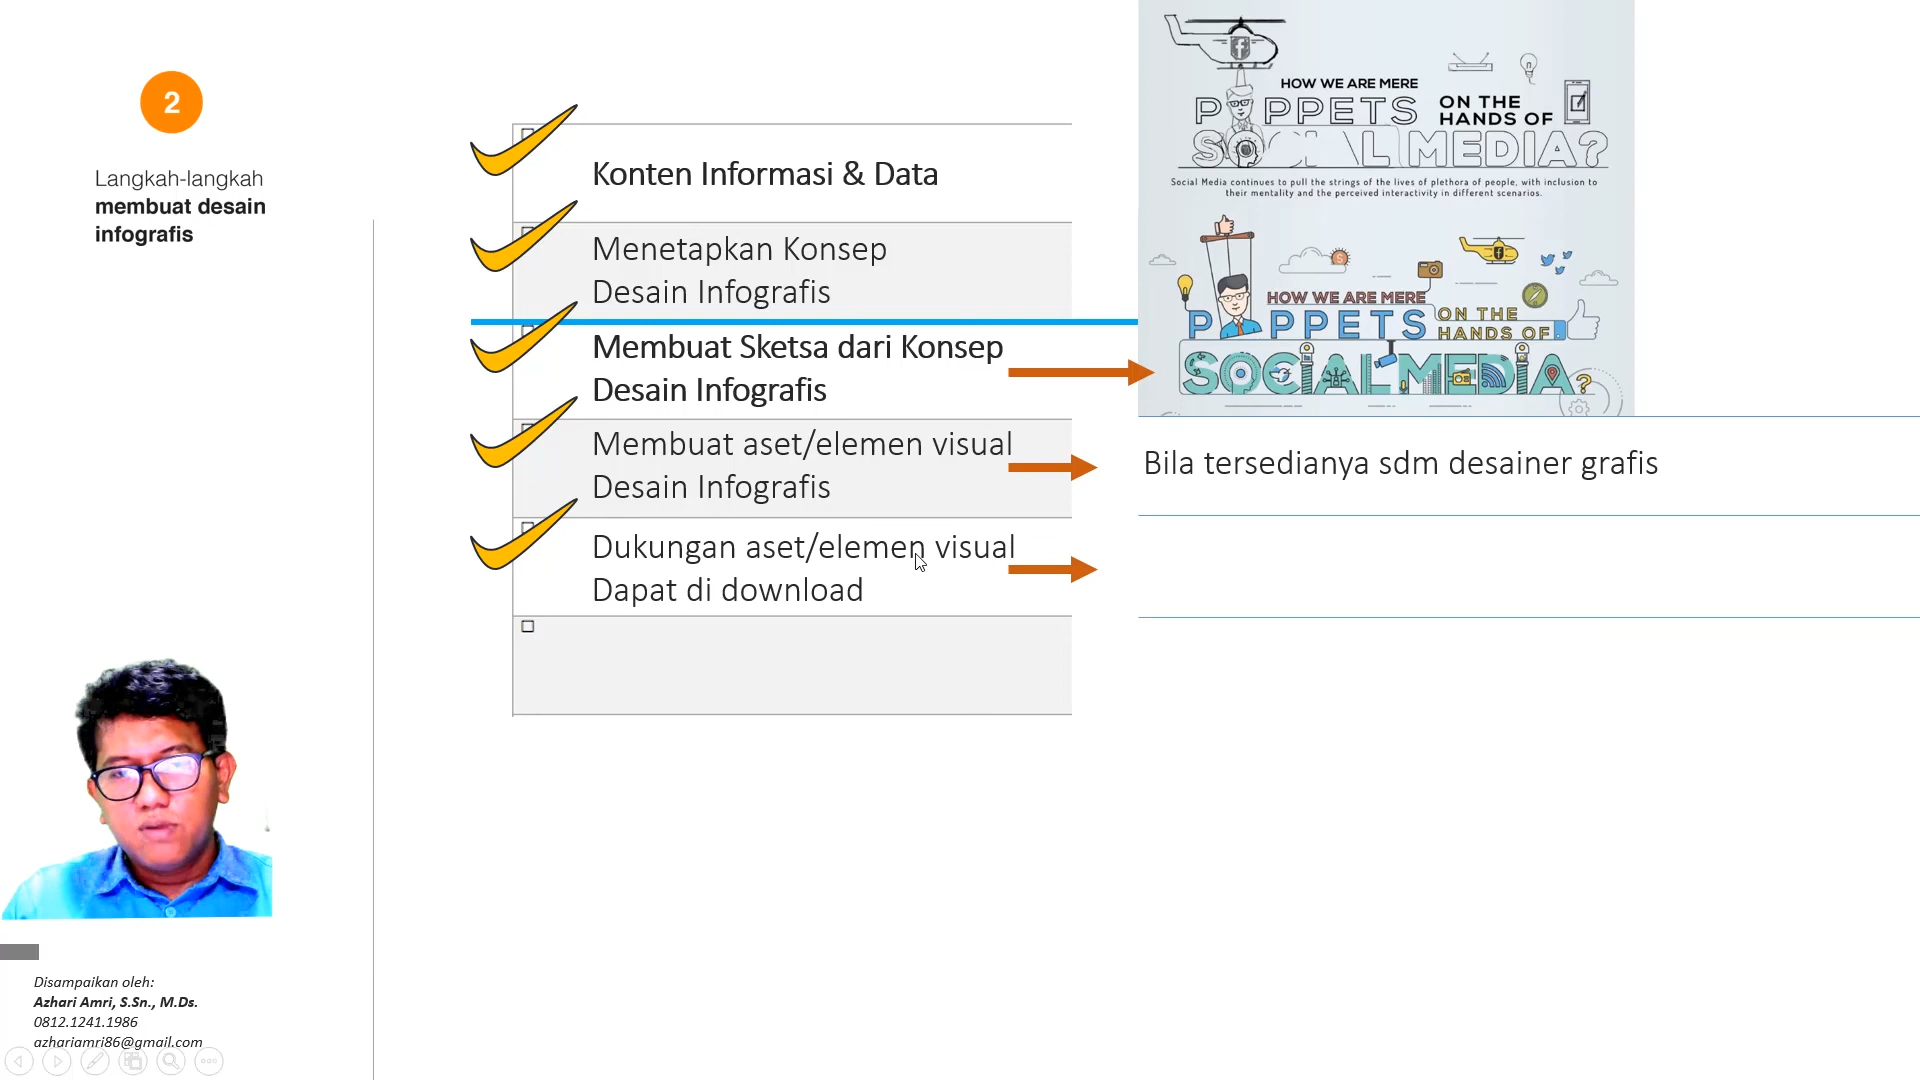 2
Langkah-langkah
membuat desain
infografis
Konten Informasi & Data
Menetapkan Konsep
Desain Infografis
Membuat Sketsa dari Konsep
Desain Infografis
Membuat aset/elemen visual
Desain Infografis
Dukungan aset/elemen visual
Dapat di download
HOW WE ARE MERE
PUPPETS
ON THE
HANDS OF
SOCIAL MEDIA?
Social Media continues to pull the strings of the lives of plethora of people, with inclusion to
their mentality and the perceived interactivity in different scenarios.
HOW WE ARE MERE
PUPPETS
ON THE
HANDS OF
SOCIAL MEDIA?
Bila tersedianya sdm desainer grafis
Disampaikan oleh:
Azhari Amri, S.Sn., M.Ds.
0812.1241.1986
azhariamri86@gmail.com